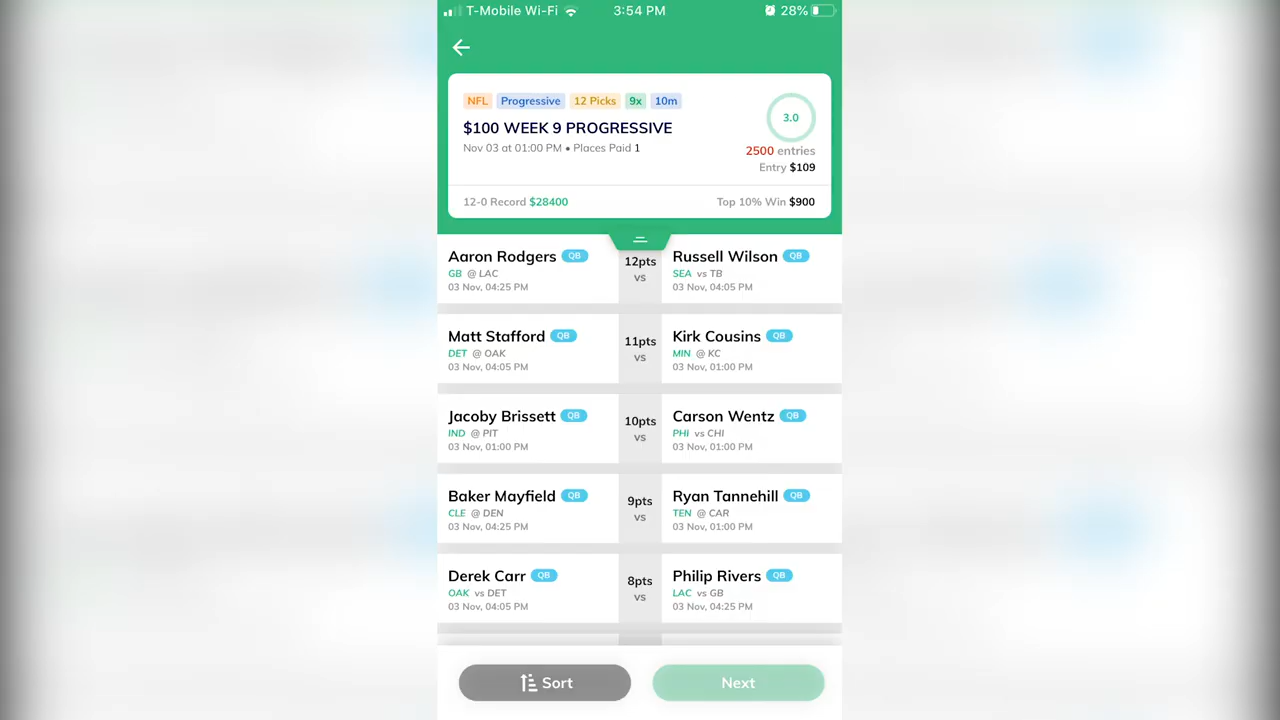 T-Mobile Wi-Fi 3:54 PM 28%
NFL Progressive 12 Picks 9x 10m
3.0
$100 WEEK 9 PROGRESSIVE
Nov 03 at 01:00 PM • Places Paid 1
2500 entries
Entry $109
12-0 Record $28400 Top 10% Win $900
Aaron Rodgers QB
GB @ LAC
03 Nov, 04:25 PM
12pts
vs
Russell Wilson QB
SEA vs TB
03 Nov, 04:05 PM
Matt Stafford QB
DET @ OAK
03 Nov, 04:05 PM
11pts
vs
Kirk Cousins QB
MIN @ KC
03 Nov, 01:00 PM
Jacoby Brissett QB
IND @ PIT
03 Nov, 01:00 PM
10pts
vs
Carson Wentz QB
PHI vs CHI
03 Nov, 01:00 PM
Baker Mayfield QB
CLE @ DEN
03 Nov, 04:25 PM
9pts
vs
Ryan Tannehill QB
TEN @ CAR
03 Nov, 01:00 PM
Derek Carr QB
OAK vs DET
03 Nov, 04:05 PM
8pts
vs
Philip Rivers QB
LAC vs GB
03 Nov, 04:25 PM
Sort
Next